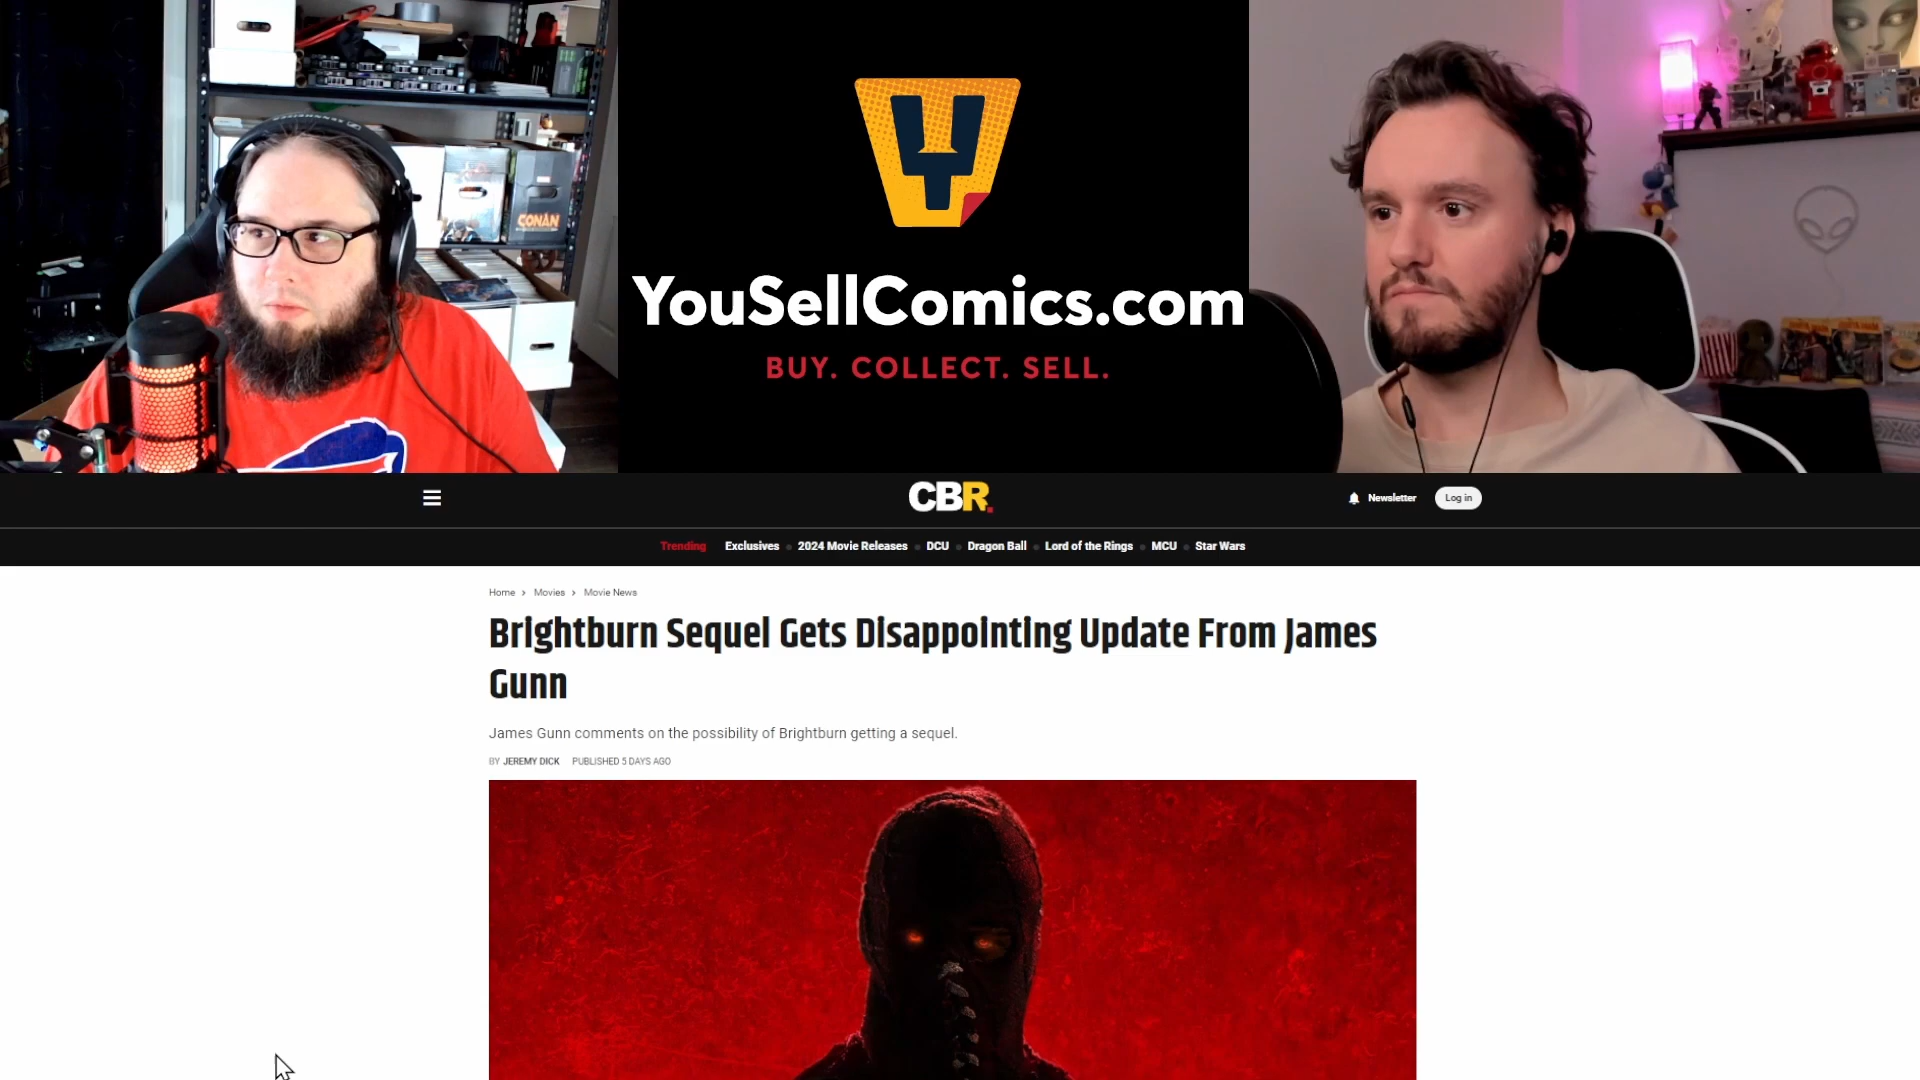 CONAN
YouSellComics.com
BUY. COLLECT. SELL.
CBR.
Newsletter
Log in
Trending Exclusives 2024 Movie Releases DCU Dragon Ball Lord of the Rings MCU Star Wars
Home > Movies > Movie News
Brightburn Sequel Gets Disappointing Update From James
Gunn
James Gunn comments on the possibility of Brightburn getting a sequel.
BY JEREMY DICK PUBLISHED 5 DAYS AGO